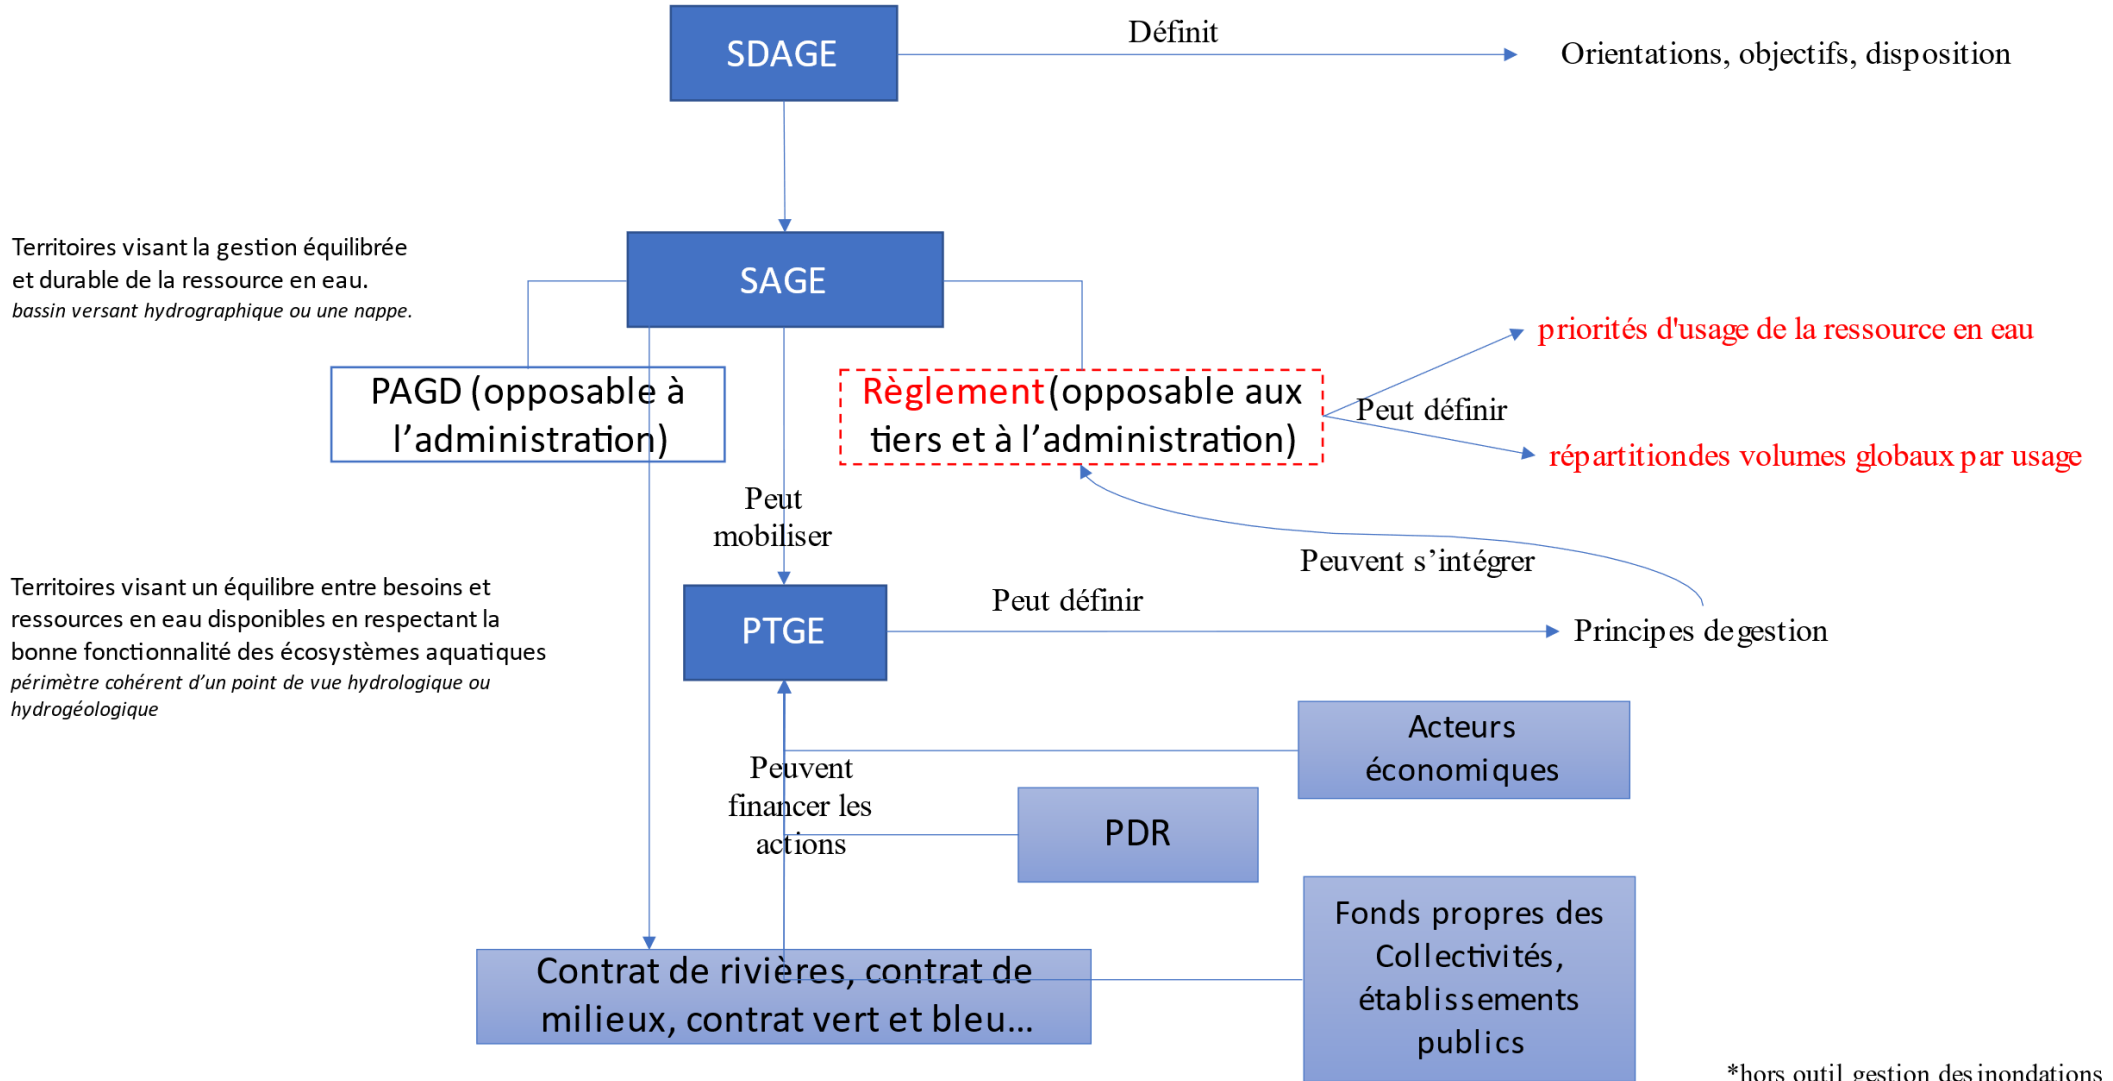 SDAGE
Définit
Orientations, objectifs, disposition
Territoires visant la gestion équilibrée
et durable de la ressource en eau.
bassin versant hydrographique ou une nappe.
SAGE
PAGD (opposable à
l’administration)
Règlement (opposable aux
tiers et à l’administration)
priorités d'usage de la ressource en eau
Peut définir
répartition des volumes globaux par usage
Peut
mobiliser
Peuvent s’intégrer
Territoires visant un équilibre entre besoins et
ressources en eau disponibles en respectant la
bonne fonctionnalité des écosystèmes aquatiques
périmètre cohérent d’un point de vue hydrologique ou
hydrogéologique
PTGE
Peut définir
Principes de gestion
Peuvent
financer les
actions
Acteurs
économiques
PDR
Contrat de rivières, contrat de
milieux, contrat vert et bleu…
Fonds propres des
Collectivités,
établissements
publics
*hors outil gestion des inondations